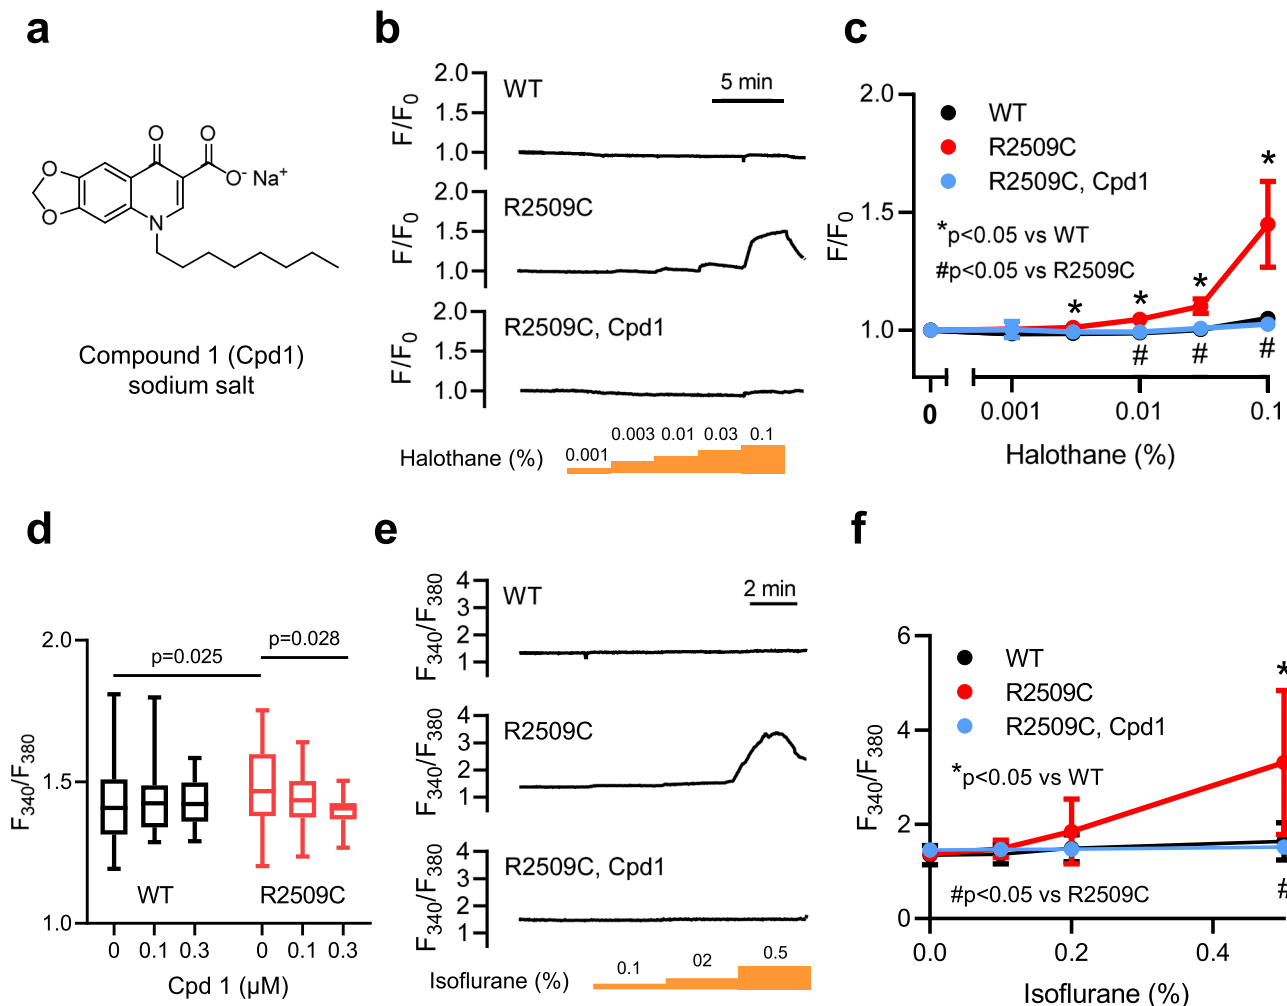 a
O
O
O
O
O- Na+
N
Compound 1 (Cpd1)
sodium salt
b
2.0
1.5
1.0
F/F0
WT
5 min
2.0
1.5
1.0
F/F0
R2509C
2.0
1.5
1.0
F/F0
R2509C, Cpd1
Halothane (%)
0.001
0.003
0.01
0.03
0.1
c
2.0
1.5
1.0
F/F0
WT
R2509C
R2509C, Cpd1
*p<0.05 vs WT
#p<0.05 vs R2509C
* * * *
# # #
0 0.001 0.01 0.1
Halothane (%)
d
2.0
1.5
1.0
F340/F380
p=0.025
p=0.028
WT
R2509C
0 0.1 0.3 0 0.1 0.3
Cpd 1 (μM)
e
4
3
2
1
F340/F380
WT
2 min
4
3
2
1
F340/F380
R2509C
4
3
2
1
F340/F380
R2509C, Cpd1
Isoflurane (%)
0.1
02
0.5
f
6
4
2
0
F340/F380
WT
R2509C
R2509C, Cpd1
*p<0.05 vs WT
#p<0.05 vs R2509C
*
#
0.0 0.2 0.4
Isoflurane (%)